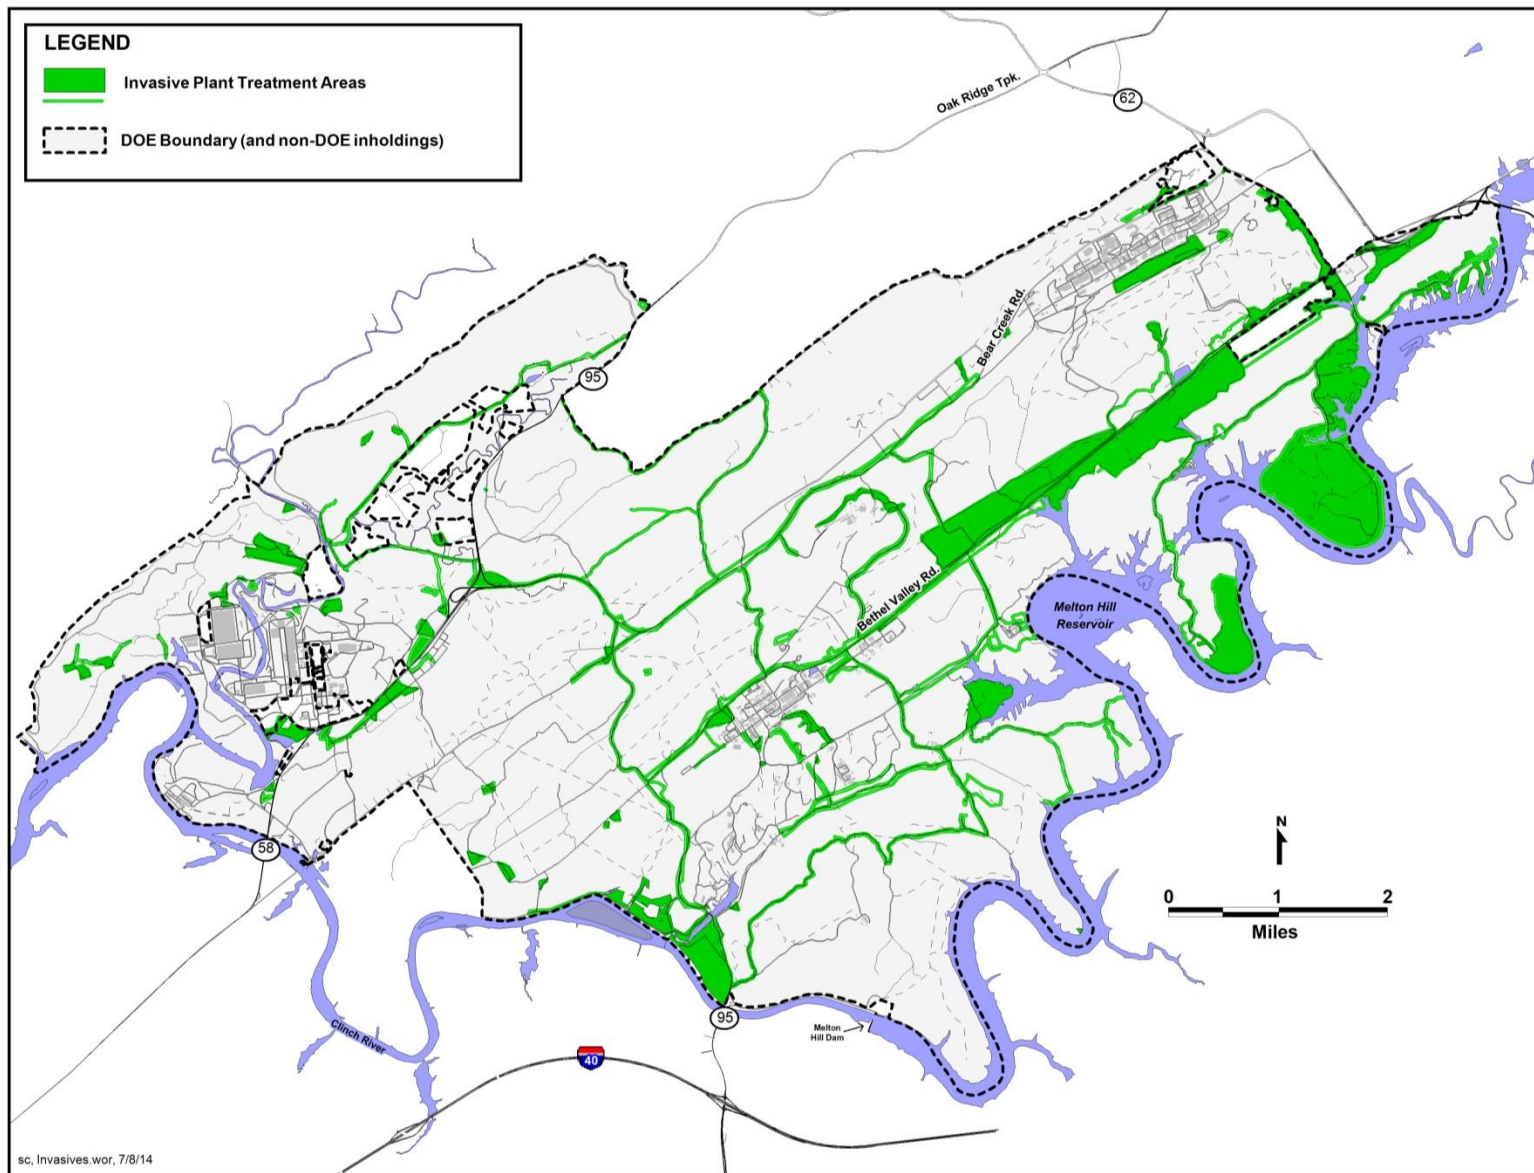 LEGEND
Invasive Plant Treatment Areas
DOE Boundary (and non-DOE inholdings)
Oak Ridge Tpk.
62
Bear Creek Rd.
95
Bethel Valley Rd.
Melton Hill
Reservoir
N
0 1 2
Miles
58
95
Melton
Hill Dam
Clinch River
40
sc, Invasives.wor, 7/8/14